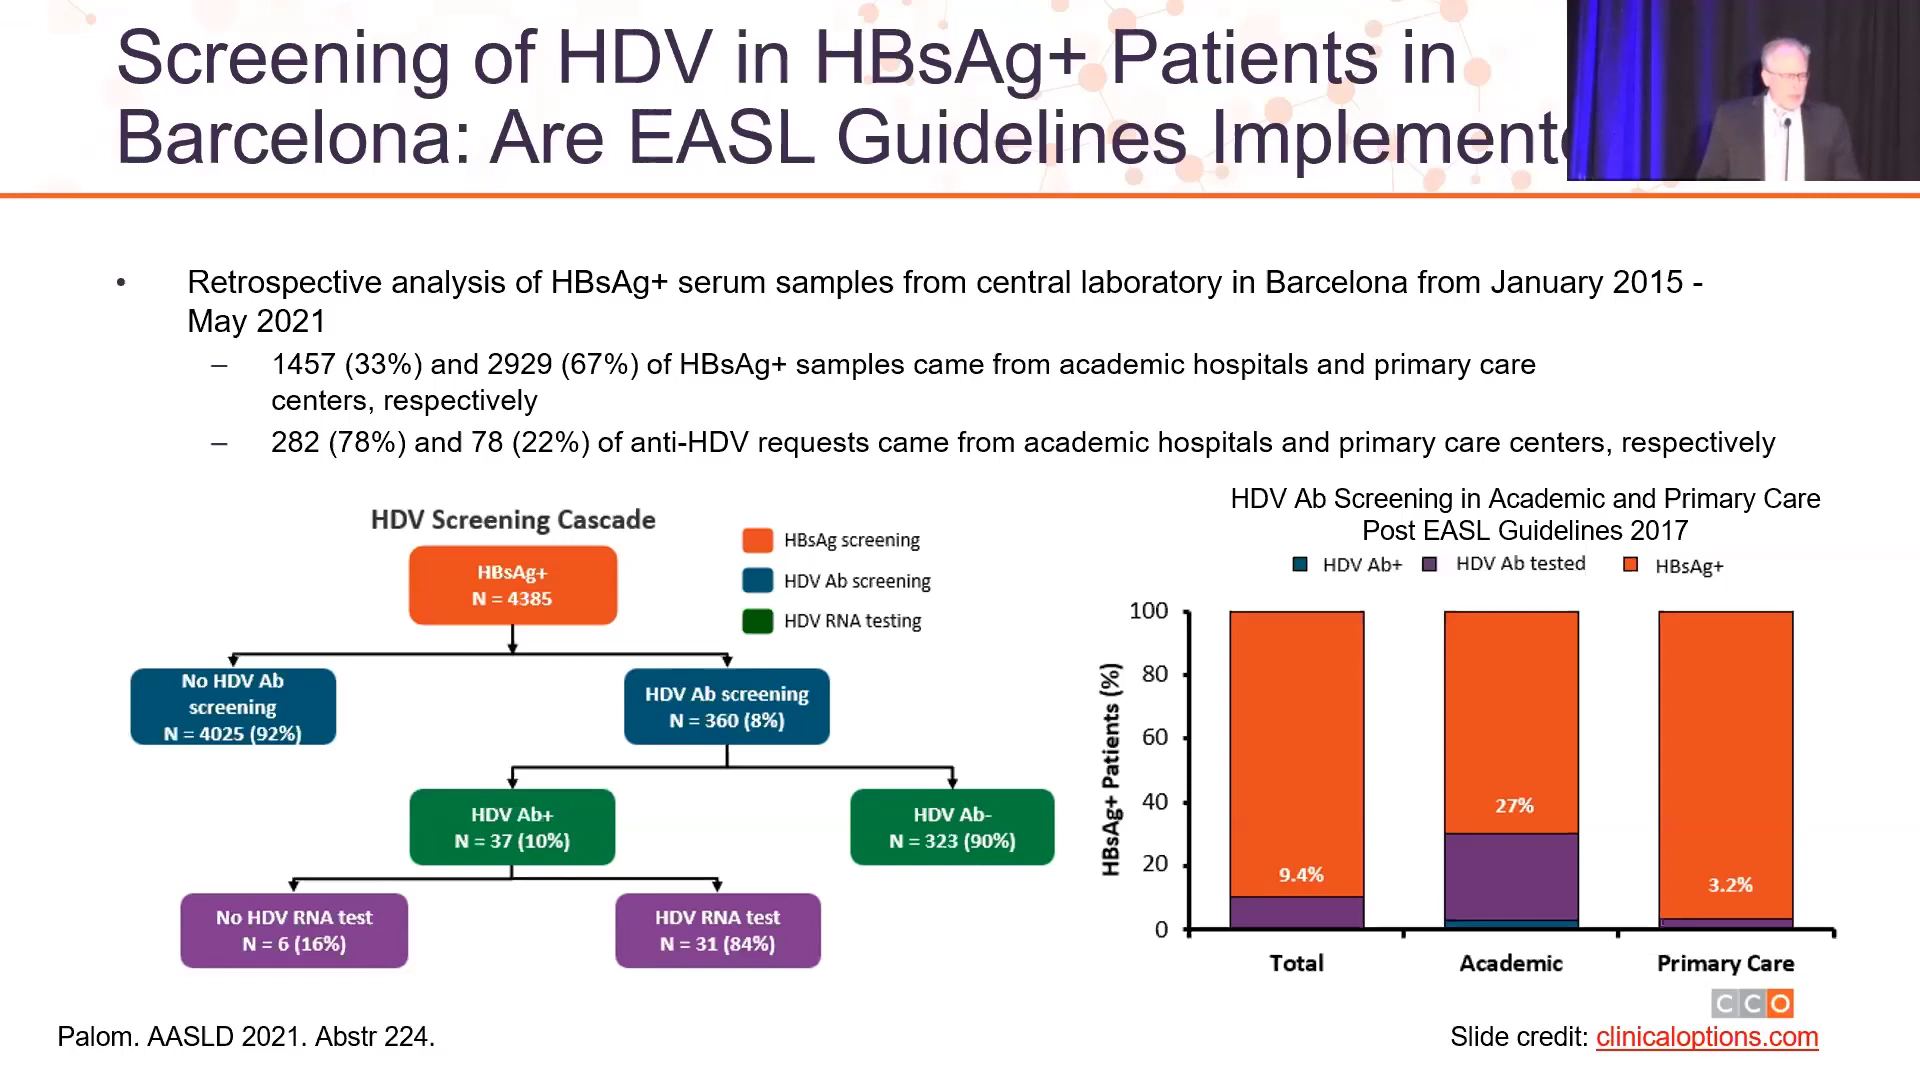 Screening of HDV in HBsAg+ Patients in
Barcelona: Are EASL Guidelines Implemente
• Retrospective analysis of HBsAg+ serum samples from central laboratory in Barcelona from January 2015 -
May 2021
– 1457 (33%) and 2929 (67%) of HBsAg+ samples came from academic hospitals and primary care
centers, respectively
– 282 (78%) and 78 (22%) of anti-HDV requests came from academic hospitals and primary care centers, respectively
HDV Screening Cascade
HBsAg screening
HDV Ab screening
HDV RNA testing
HBsAg+
N = 4385
No HDV Ab
screening
N = 4025 (92%)
HDV Ab screening
N = 360 (8%)
HDV Ab+
N = 37 (10%)
HDV Ab-
N = 323 (90%)
No HDV RNA test
N = 6 (16%)
HDV RNA test
N = 31 (84%)
HDV Ab Screening in Academic and Primary Care
Post EASL Guidelines 2017
HDV Ab+ HDV Ab tested HBsAg+
HBsAg+ Patients (%)
100
80
60
40
20
0
9.4%
27%
3.2%
Total Academic Primary Care
CCO
Palom. AASLD 2021. Abstr 224.
Slide credit: clinicaloptions.com